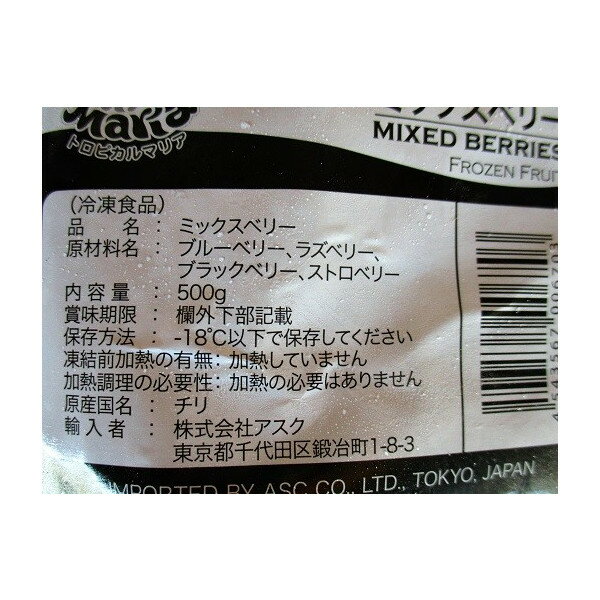 Maria
トロピカルマリア
ミックスベリー
MIXED BERRIES
FROZEN FRUIT
(冷凍食品)
品 名 : ミックスベリー
原材料名 : ブルーベリー、ラズベリー、
ブラックベリー、ストロベリー
内容量 : 500g
賞味期限 : 欄外下部記載
保存方法 : -18℃以下で保存してください
凍結前加熱の有無: 加熱していません
加熱調理の必要性: 加熱の必要はありません
原産国名 : チリ
輸入者 : 株式会社アスク
東京都千代田区鍛冶町1-8-3
IMPORTED BY ASC CO., LTD., TOKYO, JAPAN